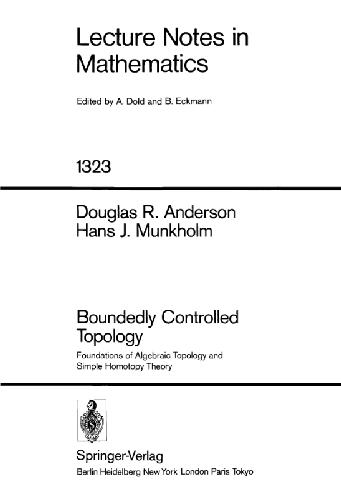 Lecture Notes in
Mathematics
Edited by A. Dold and B. Eckmann
1323
Douglas R. Anderson
Hans J. Munkholm
Boundedly Controlled
Topology
Foundations of Algebraic Topology and
Simple Homotopy Theory
Springer-Verlag
Berlin Heidelberg New York London Paris Tokyo